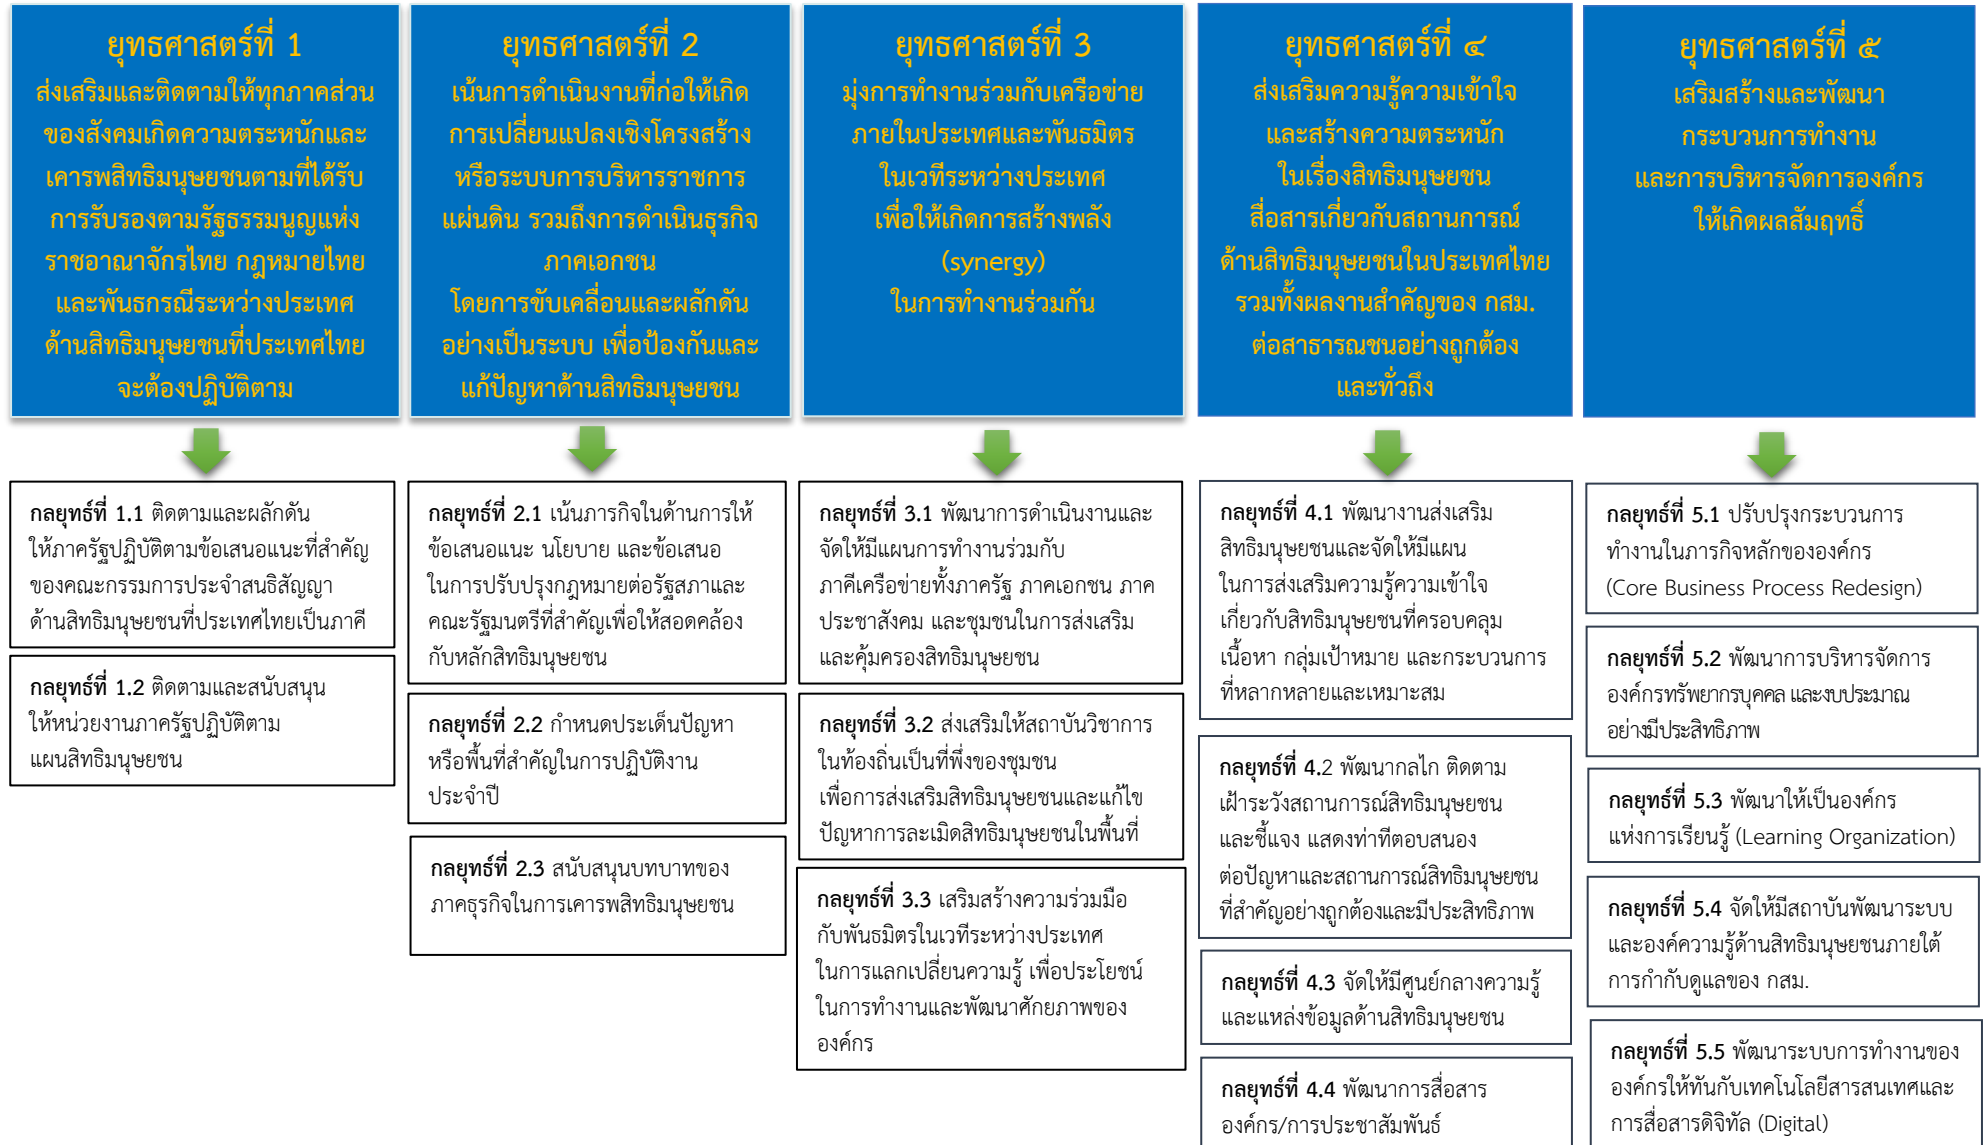 ยุทธศาสตร์ที่ 1
ส่งเสริมและติดตามให้ทุกภาคส่วน
ของสังคมเกิดความตระหนักและ
เคารพสิทธิมนุษยชนตามที่ได้รับ
การรับรองตามรัฐธรรมนูญแห่ง
ราชอาณาจักรไทย กฎหมายไทย
และพันธกรณีระหว่างประเทศ
ด้านสิทธิมนุษยชนที่ประเทศไทย
จะต้องปฏิบัติตาม
กลยุทธ์ที่ 1.1 ติดตามและผลักดัน
ให้ภาครัฐปฏิบัติตามข้อเสนอแนะที่สำคัญ
ของคณะกรรมการประจำสนธิสัญญา
ด้านสิทธิมนุษยชนที่ประเทศไทยเป็นภาคี
กลยุทธ์ที่ 1.2 ติดตามและสนับสนุน
ให้หน่วยงานภาครัฐปฏิบัติตาม
แผนสิทธิมนุษยชน
ยุทธศาสตร์ที่ 2
เน้นการดำเนินงานที่ก่อให้เกิด
การเปลี่ยนแปลงเชิงโครงสร้าง
หรือระบบการบริหารราชการ
แผ่นดิน รวมถึงการดำเนินธุรกิจ
ภาคเอกชน
โดยการขับเคลื่อนและผลักดัน
อย่างเป็นระบบ เพื่อป้องกันและ
แก้ปัญหาด้านสิทธิมนุษยชน
กลยุทธ์ที่ 2.1 เน้นภารกิจในด้านการให้
ข้อเสนอแนะ นโยบาย และข้อเสนอ
ในการปรับปรุงกฎหมายต่อรัฐสภาและ
คณะรัฐมนตรีที่สำคัญเพื่อให้สอดคล้อง
กับหลักสิทธิมนุษยชน
กลยุทธ์ที่ 2.2 กำหนดประเด็นปัญหา
หรือพื้นที่สำคัญในการปฏิบัติงาน
ประจำปี
กลยุทธ์ที่ 2.3 สนับสนุนบทบาทของ
ภาคธุรกิจในการเคารพสิทธิมนุษยชน
ยุทธศาสตร์ที่ 3
มุ่งการทำงานร่วมกับเครือข่าย
ภายในประเทศและพันธมิตร
ในเวทีระหว่างประเทศ
เพื่อให้เกิดการสร้างพลัง
(synergy)
ในการทำงานร่วมกัน
กลยุทธ์ที่ 3.1 พัฒนาการดำเนินงานและ
จัดให้มีแผนการทำงานร่วมกับ
ภาคีเครือข่ายทั้งภาครัฐ ภาคเอกชน ภาค
ประชาสังคม และชุมชนในการส่งเสริม
และคุ้มครองสิทธิมนุษยชน
กลยุทธ์ที่ 3.2 ส่งเสริมให้สถาบันวิชาการ
ในท้องถิ่นเป็นที่พึ่งของชุมชน
เพื่อการส่งเสริมสิทธิมนุษยชนและแก้ไข
ปัญหาการละเมิดสิทธิมนุษยชนในพื้นที่
กลยุทธ์ที่ 3.3 เสริมสร้างความร่วมมือ
กับพันธมิตรในเวทีระหว่างประเทศ
ในการแลกเปลี่ยนความรู้ เพื่อประโยชน์
ในการทำงานและพัฒนาศักยภาพของ
องค์กร
ยุทธศาสตร์ที่ ๔
ส่งเสริมความรู้ความเข้าใจ
และสร้างความตระหนัก
ในเรื่องสิทธิมนุษยชน
สื่อสารเกี่ยวกับสถานการณ์
ด้านสิทธิมนุษยชนในประเทศไทย
รวมทั้งผลงานสำคัญของ กสม.
ต่อสาธารณชนอย่างถูกต้อง
และทั่วถึง
กลยุทธ์ที่ 4.1 พัฒนางานส่งเสริม
สิทธิมนุษยชนและจัดให้มีแผน
ในการส่งเสริมความรู้ความเข้าใจ
เกี่ยวกับสิทธิมนุษยชนที่ครอบคลุม
เนื้อหา กลุ่มเป้าหมาย และกระบวนการ
ที่หลากหลายและเหมาะสม
กลยุทธ์ที่ 4.2 พัฒนากลไก ติดตาม
เฝ้าระวังสถานการณ์สิทธิมนุษยชน
และชี้แจง แสดงท่าทีตอบสนอง
ต่อปัญหาและสถานการณ์สิทธิมนุษยชน
ที่สำคัญอย่างถูกต้องและมีประสิทธิภาพ
กลยุทธ์ที่ 4.3 จัดให้มีศูนย์กลางความรู้
และแหล่งข้อมูลด้านสิทธิมนุษยชน
กลยุทธ์ที่ 4.4 พัฒนาการสื่อสาร
องค์กร/การประชาสัมพันธ์
ยุทธศาสตร์ที่ ๕
เสริมสร้างและพัฒนา
กระบวนการทำงาน
และการบริหารจัดการองค์กร
ให้เกิดผลสัมฤทธิ์
กลยุทธ์ที่ 5.1 ปรับปรุงกระบวนการ
ทำงานในภารกิจหลักขององค์กร
(Core Business Process Redesign)
กลยุทธ์ที่ 5.2 พัฒนาการบริหารจัดการ
องค์กรทรัพยากรบุคคล และงบประมาณ
อย่างมีประสิทธิภาพ
กลยุทธ์ที่ 5.3 พัฒนาให้เป็นองค์กร
แห่งการเรียนรู้ (Learning Organization)
กลยุทธ์ที่ 5.4 จัดให้มีสถาบันพัฒนาระบบ
และองค์ความรู้ด้านสิทธิมนุษยชนภายใต้
การกำกับดูแลของ กสม.
กลยุทธ์ที่ 5.5 พัฒนาระบบการทำงานของ
องค์กรให้ทันกับเทคโนโลยีสารสนเทศและ
การสื่อสารดิจิทัล (Digital)